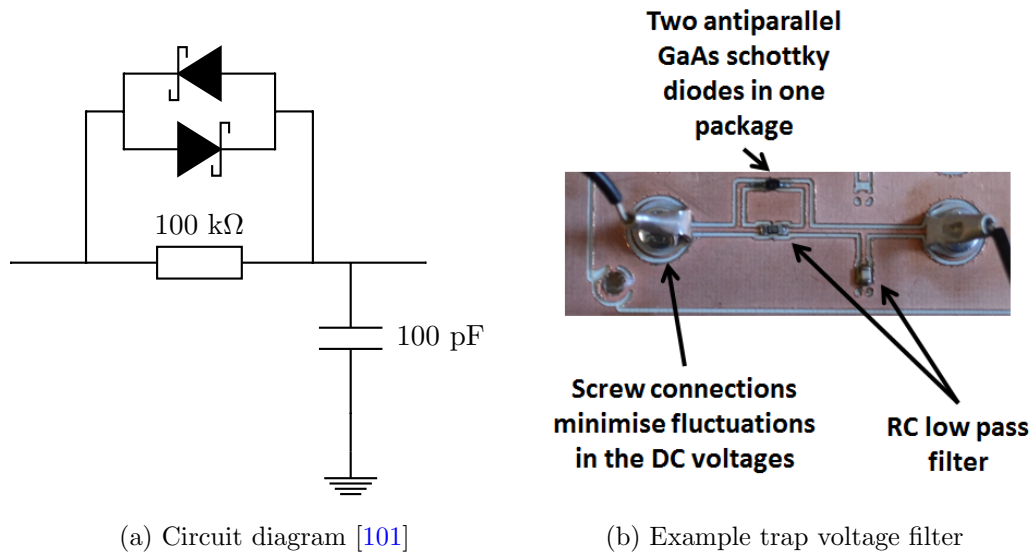 Two antiparallel
GaAs schottky
diodes in one
package
100 kΩ
100 pF
Screw connections
minimise fluctuations
in the DC voltages
RC low pass
filter
(a) Circuit diagram [101]
(b) Example trap voltage filter